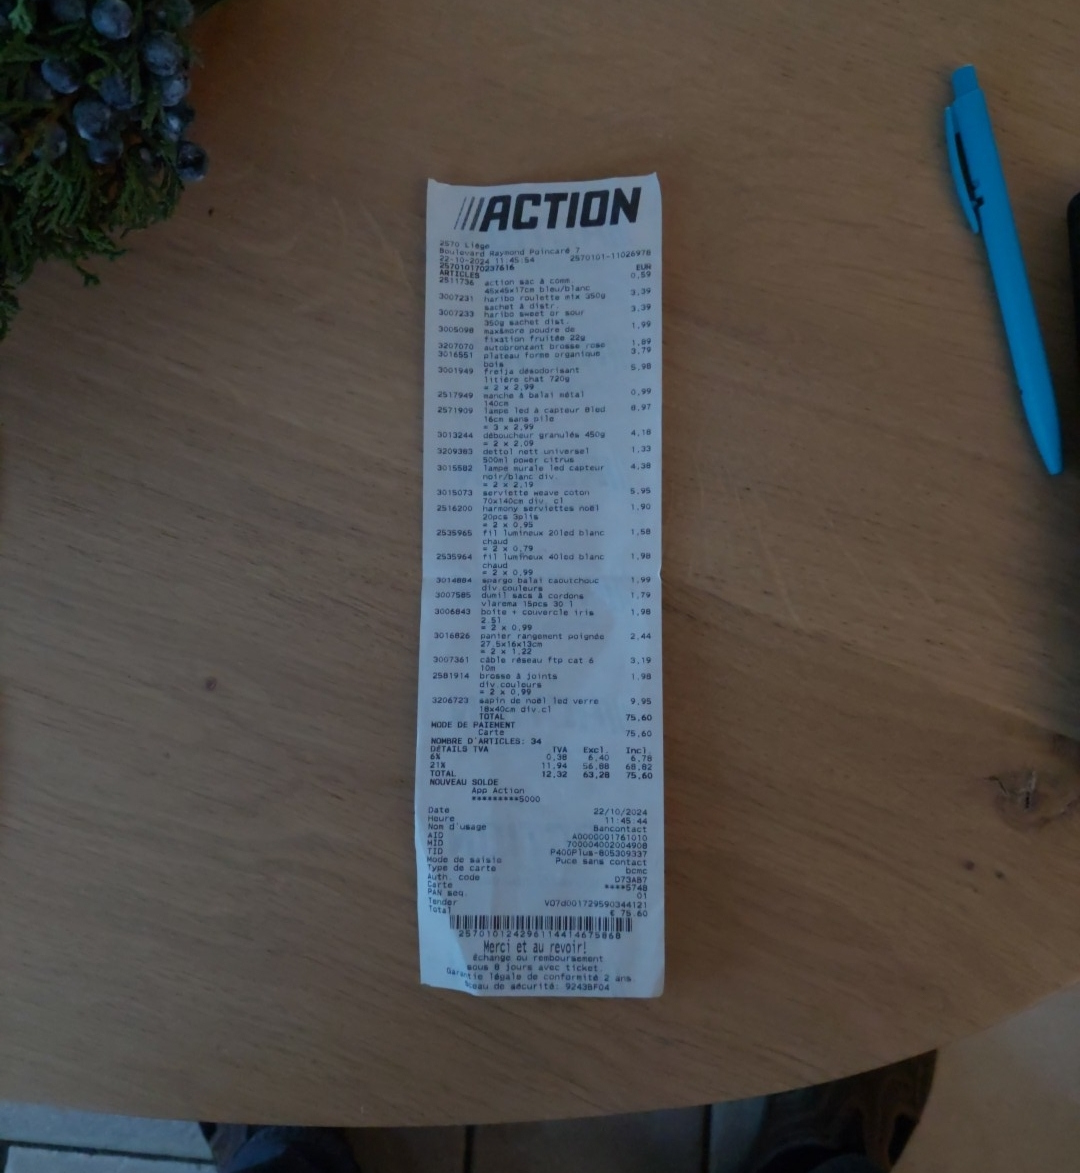 ACTION
2570 Liège
Boulevard Raymond Poincaré 7
22-10-2024 11:45:54 2570101-11026978
257010170237616 EUR
ARTICLES 0,59
2511736 action sac à comm
45x45x17cm bleu/blanc
3007231 haribo roulette mix 350g 3,39
sachet à distr.
3007233 haribo sweet or sour 3,39
350g sachet dist.
3005098 max&more poudre de 1,99
fixation fruitée 22g
3207070 autobronzant brosse rose 1,89
3016551 plateau forme organique 3,79
bois
3001949 freija désodorisant 5,98
litière chat 720g
= 2 x 2,99
2517949 manche à balai métal 0,99
140cm
2571909 lampe led à capteur 8led 8,97
16cm sans pile
= 3 x 2,99
3013244 déboucheur granulés 450g 4,18
= 2 x 2,09
3209383 dettol nett universel 1,33
500ml power citrus
3015582 lampe murale led capteur 4,38
noir/blanc div.
= 2 x 2,19
3015073 serviette weave coton 5,95
70x140cm div. cl
2516200 harmony serviettes noël 1,90
20pcs 3plis
= 2 x 0,95
2535965 fil lumineux 20led blanc 1,58
chaud
= 2 x 0,79
2535964 fil lumineux 40led blanc 1,98
chaud
= 2 x 0,99
3014884 spargo balai caoutchouc 1,99
div.couleurs
3007585 dumil sacs à cordons 1,79
vlarema 15pcs 30 l
3006843 boîte + couvercle iris 1,98
2.5l
= 2 x 0,99
3016826 panier rangement poignée 2,44
27.5x16x13cm
= 2 x 1,22
3007361 câble réseau ftp cat 6 3,19
10m
2581914 brosse à joints 1,98
div.couleurs
= 2 x 0,99
3206723 sapin de noël led verre 9,95
18x40cm div.cl
TOTAL 75,60
MODE DE PAIEMENT
Carte 75,60
NOMBRE D'ARTICLES: 34
DÉTAILS TVA TVA Excl. Incl.
6% 0,38 6,40 6,78
21% 11,94 56,88 68,82
TOTAL 12,32 63,28 75,60
NOUVEAU SOLDE
App Action
*********5000
Date 22/10/2024
Heure 11:45:44
Nom d'usage Bancontact
AID A0000001761010
MID 700004002004908
TID P400Plus-805309337
Mode de saisie Puce sans contact
Type de carte bcmc
Auth. code D73A87
Carte ****5748
PAN seq. 01
Tender V07d001729590344121
Total € 75.60
257010124296114414675868
Merci et au revoir!
échange ou remboursement
sous 8 jours avec ticket.
Garantie légale de conformité 2 ans
Sceau de sécurité: 9243BF04